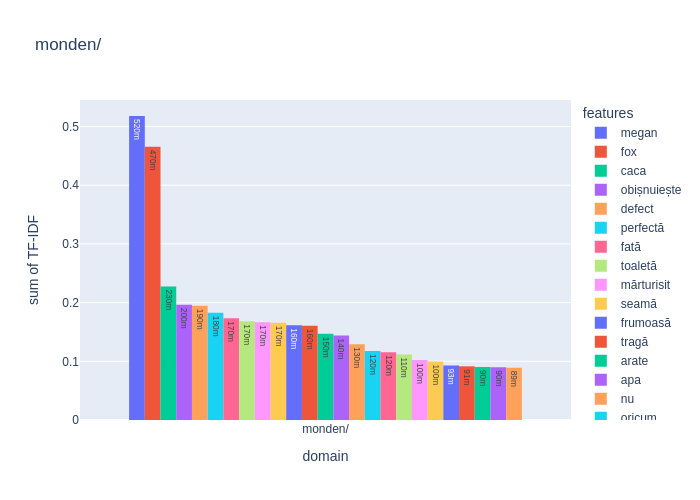 monden/
sum of TF-IDF
0.5
0.4
0.3
0.2
0.1
0
520m
470m
230m
200m
190m
180m
170m
170m
170m
170m
160m
160m
150m
140m
130m
120m
120m
110m
100m
100m
93m
91m
90m
90m
89m
monden/
domain
features
megan
fox
caca
obișnuiește
defect
perfectă
fată
toaletă
mărturisit
seamă
frumoasă
tragă
arate
apa
nu
oricum